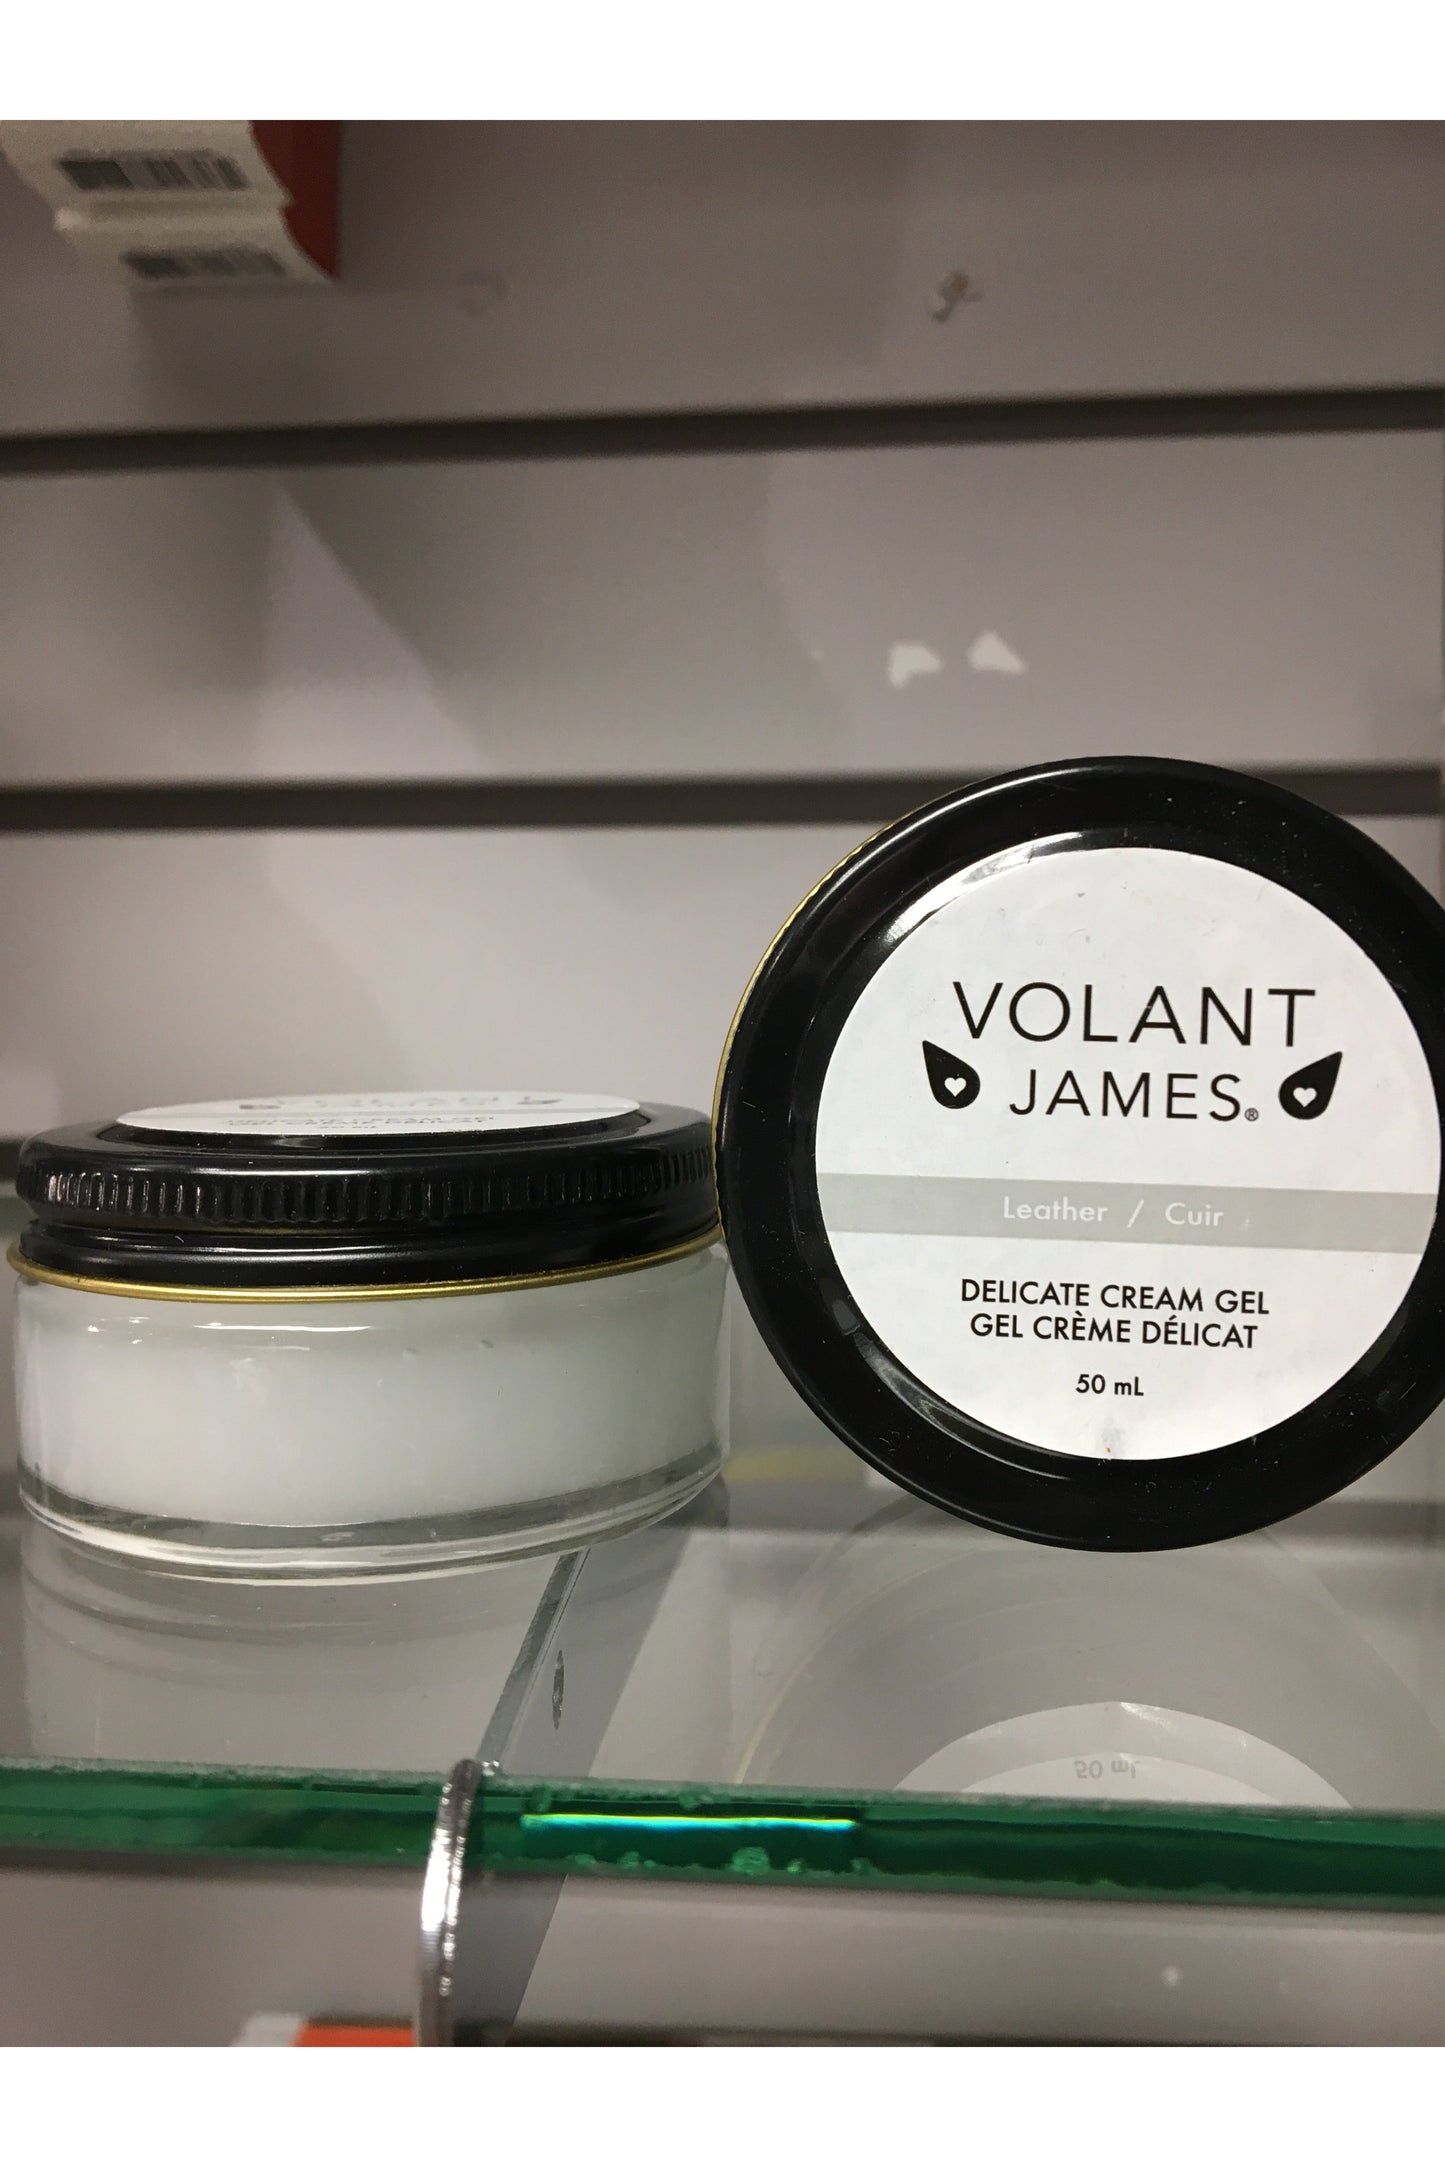 VOLANT
JAMES®
Leather / Cuir
DELICATE CREAM GEL
GEL CRÈME DÉLICAT
50 mL